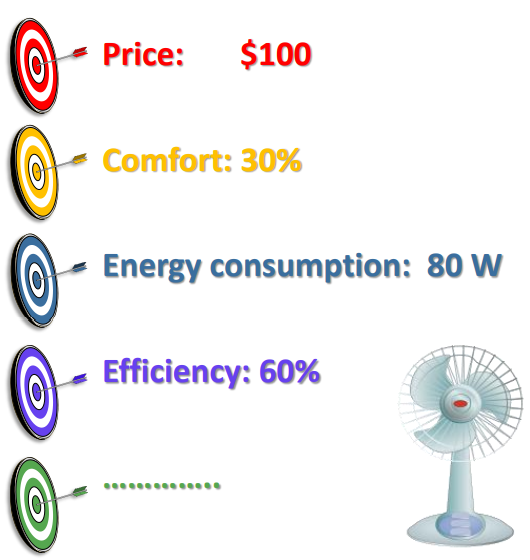 Price: $100
Comfort: 30%
Energy consumption: 80 W
Efficiency: 60%
..............